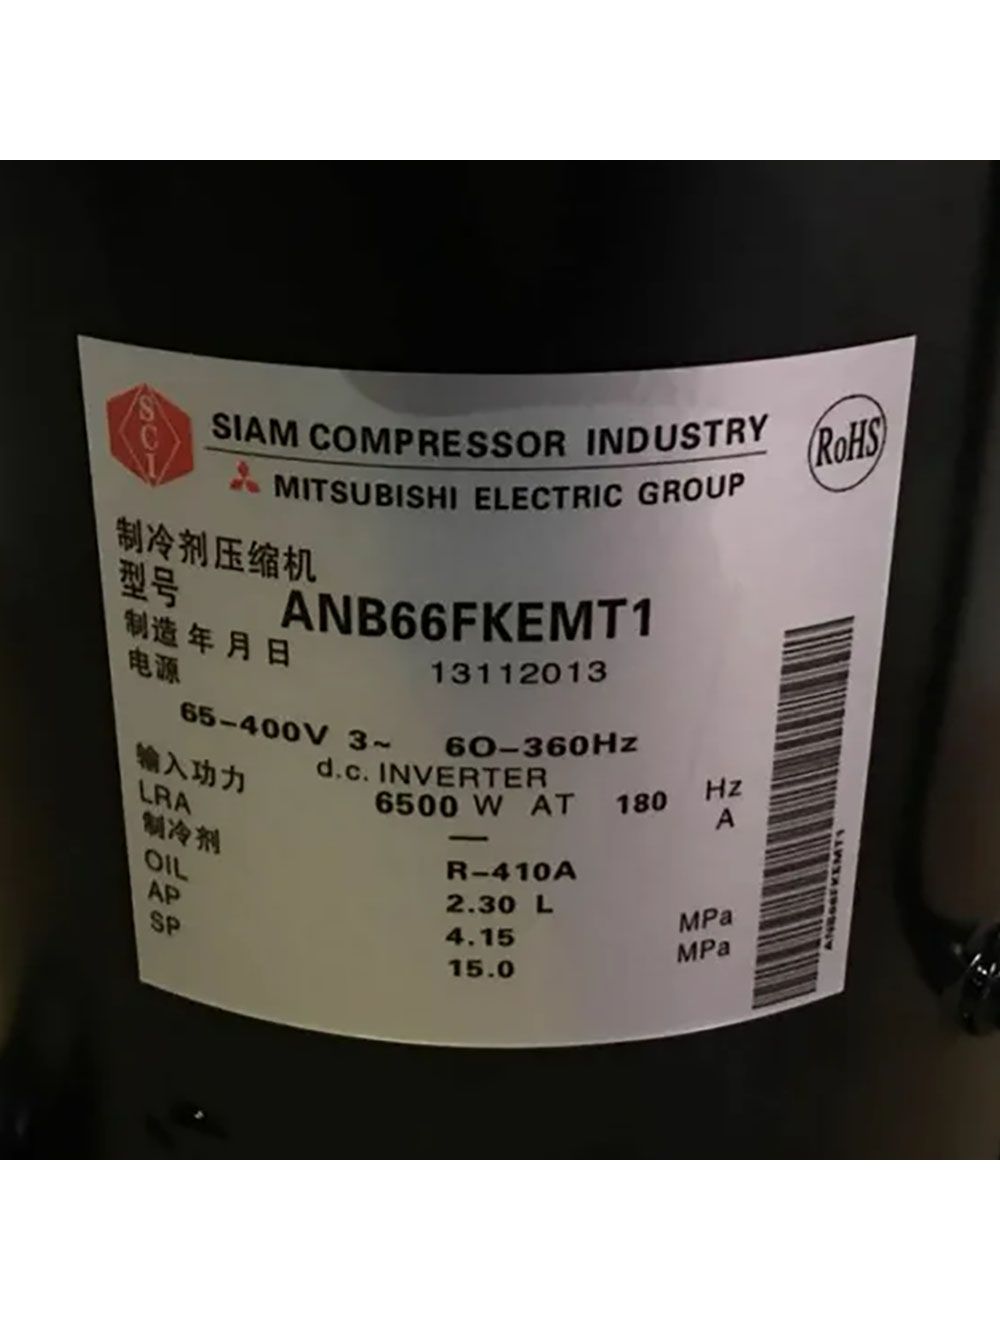 SCI
SIAM COMPRESSOR INDUSTRY
MITSUBISHI ELECTRIC GROUP
RoHS
制冷剂压缩机
型号 ANB66FKEMT1
制造年月日 13112013
电源
65-400V 3~ 60-360Hz
d.c. INVERTER
输入功力 6500 W AT 180 Hz
LRA — A
制冷剂 R-410A
OIL 2.30 L
AP 4.15 MPa
SP 15.0 MPa
ANB66FKEMT1